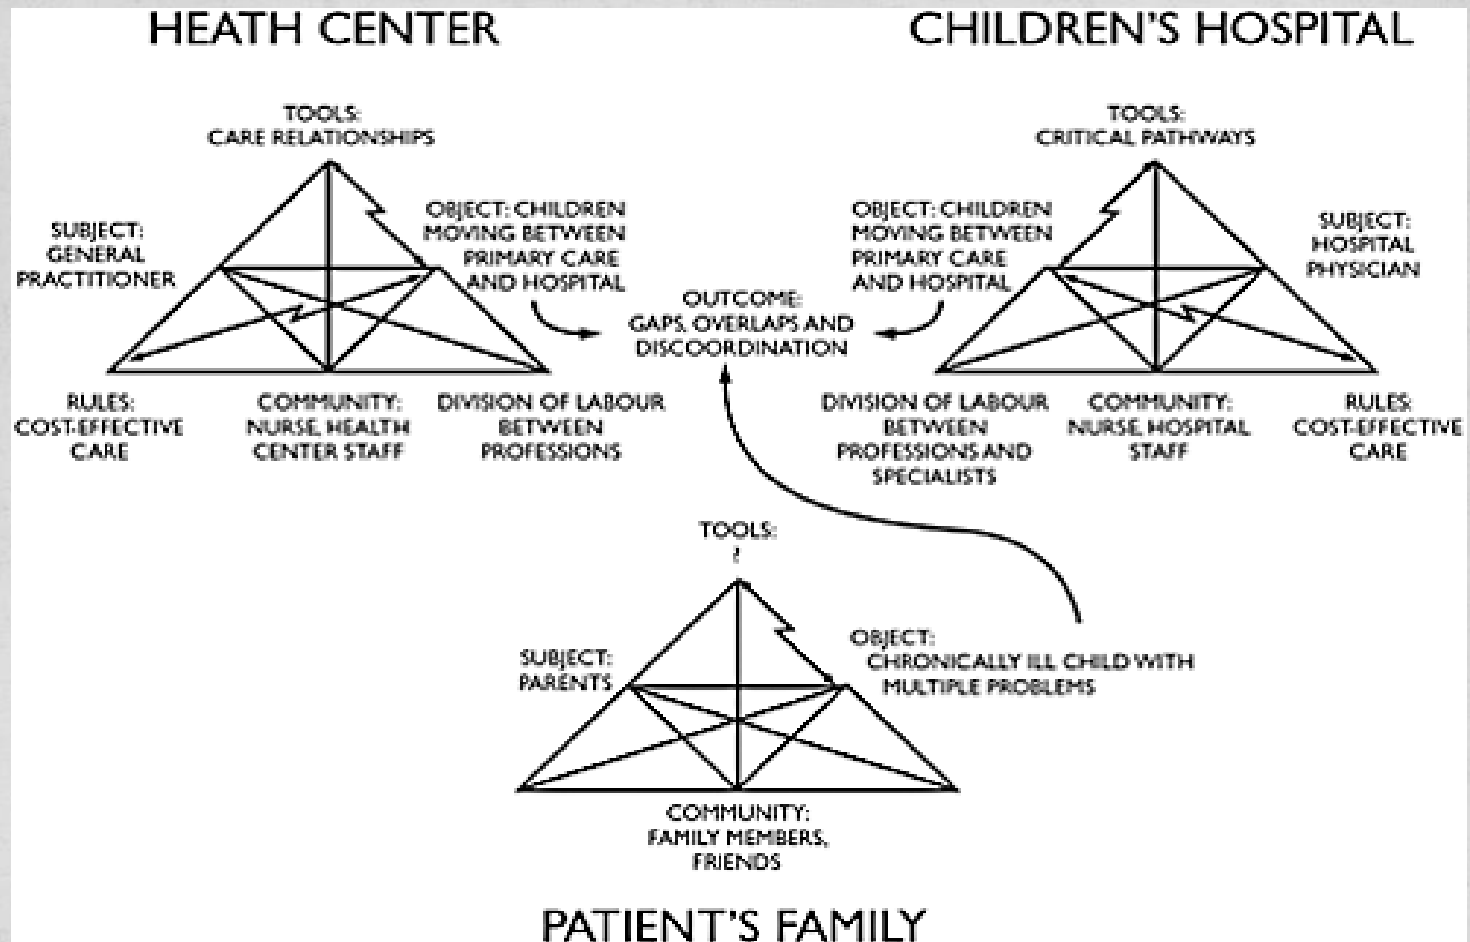 HEATH CENTER
CHILDREN'S HOSPITAL
TOOLS:
CARE RELATIONSHIPS
SUBJECT:
GENERAL
PRACTITIONER
OBJECT: CHILDREN
MOVING BETWEEN
PRIMARY CARE
AND HOSPITAL
RULES:
COST-EFFECTIVE
CARE
COMMUNITY:
NURSE, HEALTH
CENTER STAFF
DIVISION OF LABOUR
BETWEEN
PROFESSIONS
OUTCOME:
GAPS, OVERLAPS AND
DISCOORDINATION
TOOLS:
CRITICAL PATHWAYS
OBJECT: CHILDREN
MOVING BETWEEN
PRIMARY CARE
AND HOSPITAL
SUBJECT:
HOSPITAL
PHYSICIAN
DIVISION OF LABOUR
BETWEEN
PROFESSIONS AND
SPECIALISTS
COMMUNITY:
NURSE, HOSPITAL
STAFF
RULES:
COST-EFFECTIVE
CARE
TOOLS:
?
SUBJECT:
PARENTS
OBJECT:
CHRONICALLY ILL CHILD WITH
MULTIPLE PROBLEMS
COMMUNITY:
FAMILY MEMBERS,
FRIENDS
PATIENT'S FAMILY